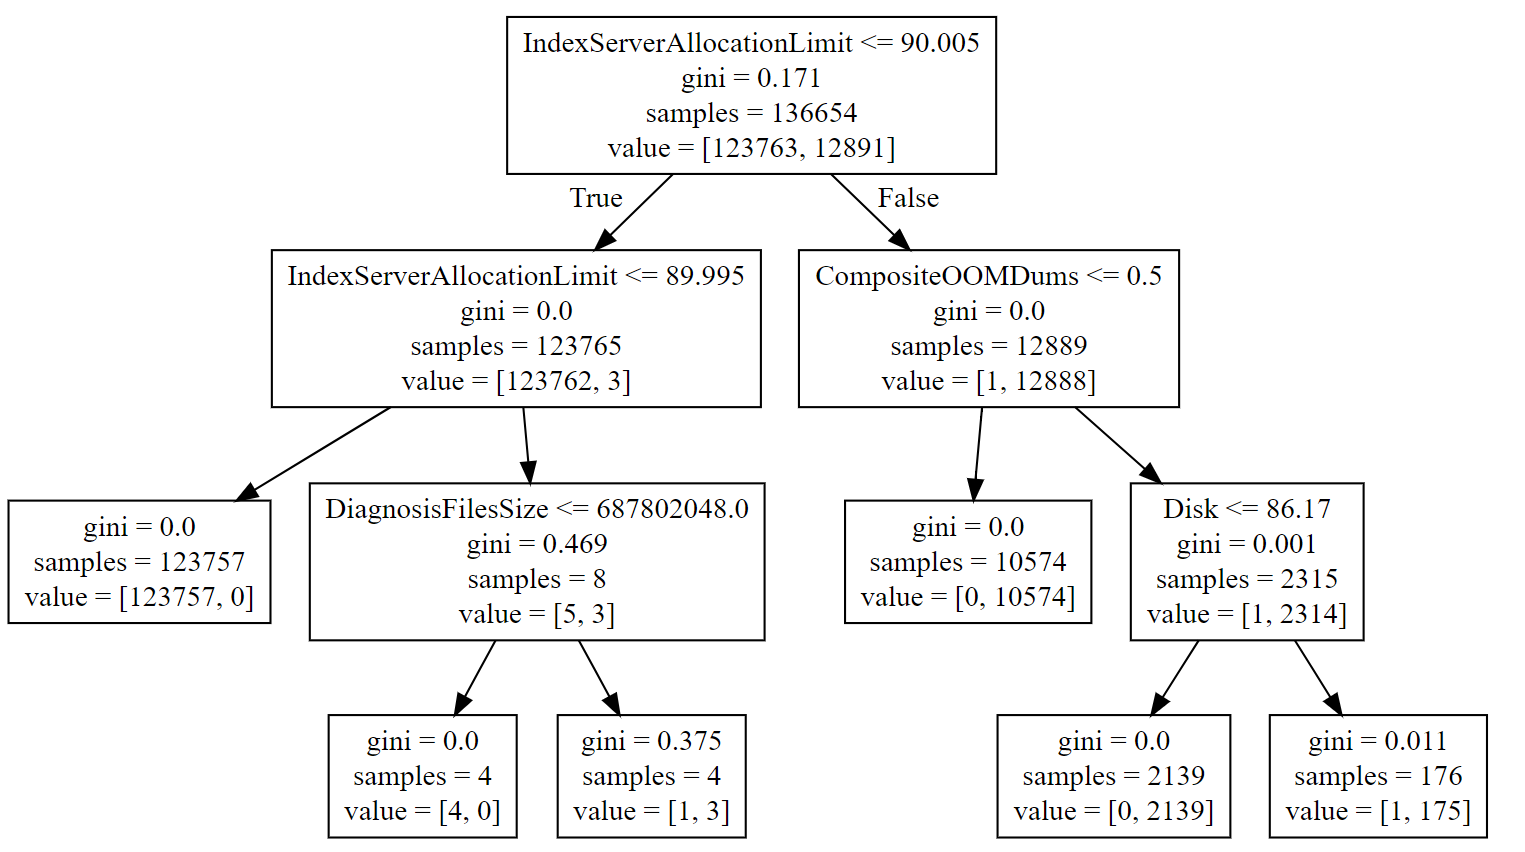 IndexServerAllocationLimit <= 90.005
gini = 0.171
samples = 136654
value = [123763, 12891]
True
False
IndexServerAllocationLimit <= 89.995
gini = 0.0
samples = 123765
value = [123762, 3]
CompositeOOMDums <= 0.5
gini = 0.0
samples = 12889
value = [1, 12888]
gini = 0.0
samples = 123757
value = [123757, 0]
DiagnosisFilesSize <= 687802048.0
gini = 0.469
samples = 8
value = [5, 3]
gini = 0.0
samples = 10574
value = [0, 10574]
Disk <= 86.17
gini = 0.001
samples = 2315
value = [1, 2314]
gini = 0.0
samples = 4
value = [4, 0]
gini = 0.375
samples = 4
value = [1, 3]
gini = 0.0
samples = 2139
value = [0, 2139]
gini = 0.011
samples = 176
value = [1, 175]